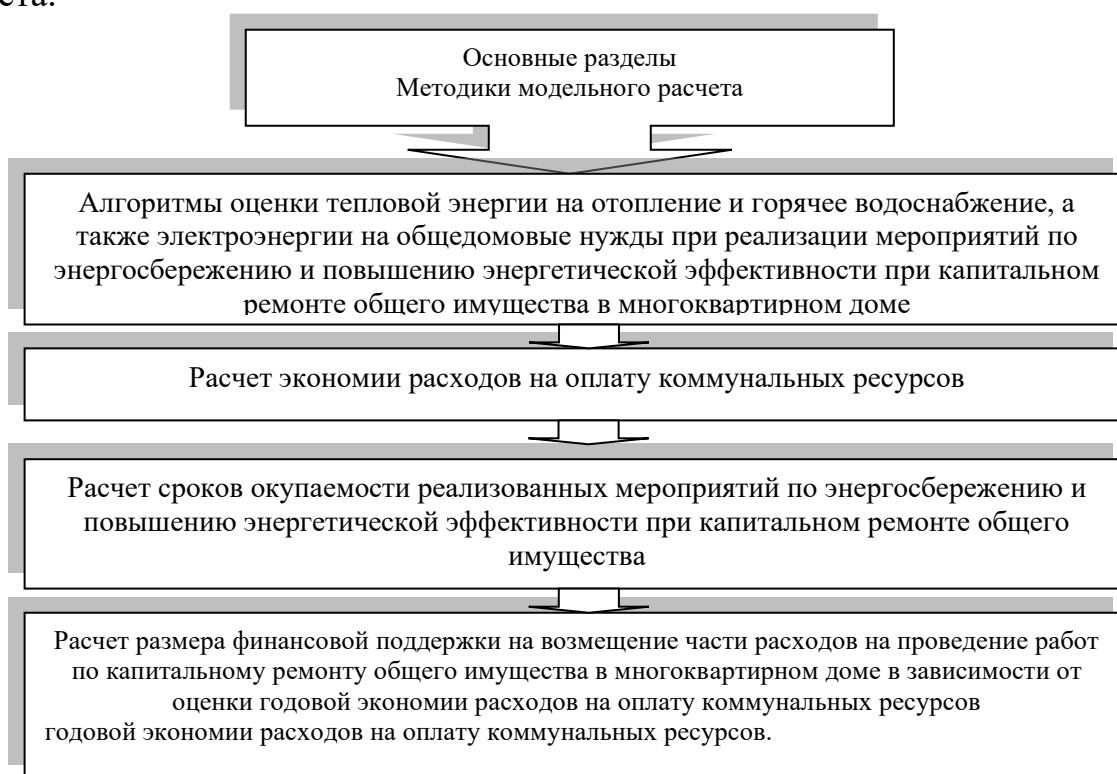 ста.
Основные разделы
Методики модельного расчета
Алгоритмы оценки тепловой энергии на отопление и горячее водоснабжение, а
также электроэнергии на общедомовые нужды при реализации мероприятий по
энергосбережению и повышению энергетической эффективности при капитальном
ремонте общего имущества в многоквартирном доме
Расчет экономии расходов на оплату коммунальных ресурсов
Расчет сроков окупаемости реализованных мероприятий по энергосбережению и
повышению энергетической эффективности при капитальном ремонте общего
имущества
Расчет размера финансовой поддержки на возмещение части расходов на проведение работ
по капитальному ремонту общего имущества в многоквартирном доме в зависимости от
оценки годовой экономии расходов на оплату коммунальных ресурсов
годовой экономии расходов на оплату коммунальных ресурсов.